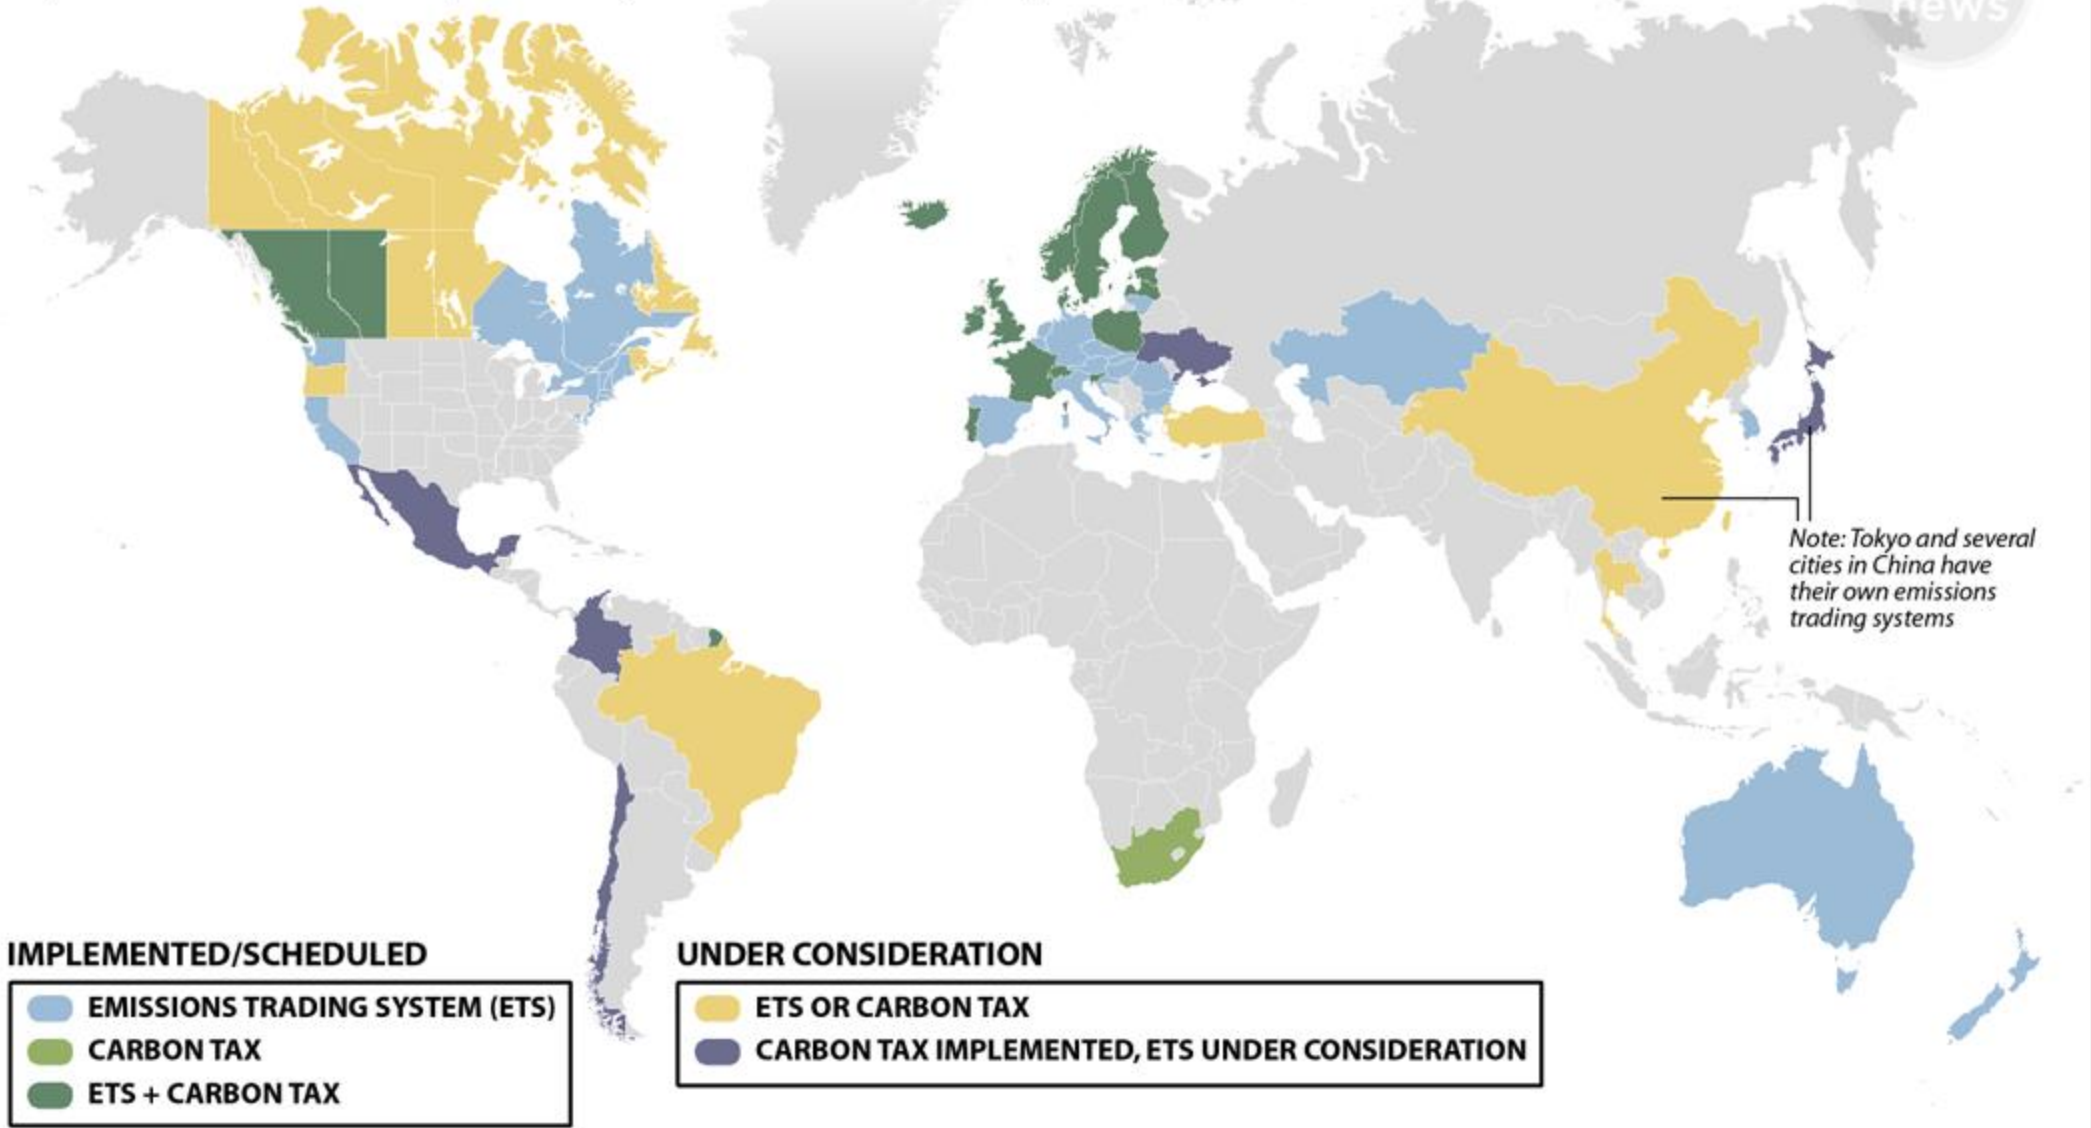 news
Note: Tokyo and several
cities in China have
their own emissions
trading systems
IMPLEMENTED/SCHEDULED
EMISSIONS TRADING SYSTEM (ETS)
CARBON TAX
ETS + CARBON TAX
UNDER CONSIDERATION
ETS OR CARBON TAX
CARBON TAX IMPLEMENTED, ETS UNDER CONSIDERATION